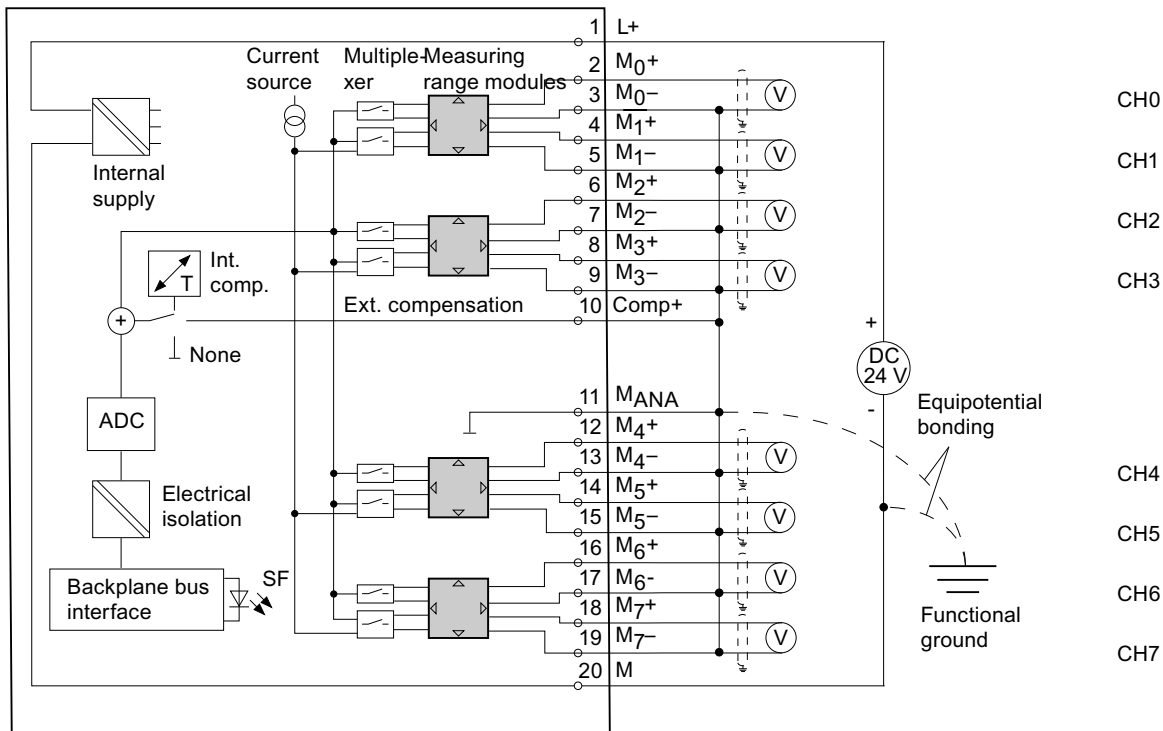 1 L+
Current source
Multiple-xer
Measuring range modules
2 M0+
3 M0–
CH0
4 M1+
5 M1–
CH1
Internal supply
6 M2+
7 M2–
CH2
8 M3+
9 M3–
CH3
T
Int. comp.
Ext. compensation
10 Comp+
+
None
+
DC 24 V
-
11 MANA
Equipotential bonding
ADC
12 M4+
V
13 M4–
CH4
14 M5+
15 M5–
CH5
Electrical isolation
16 M6+
17 M6-
CH6
Backplane bus interface
SF
18 M7+
19 M7–
CH7
Functional ground
20 M
V
V
V
V
V
V
V